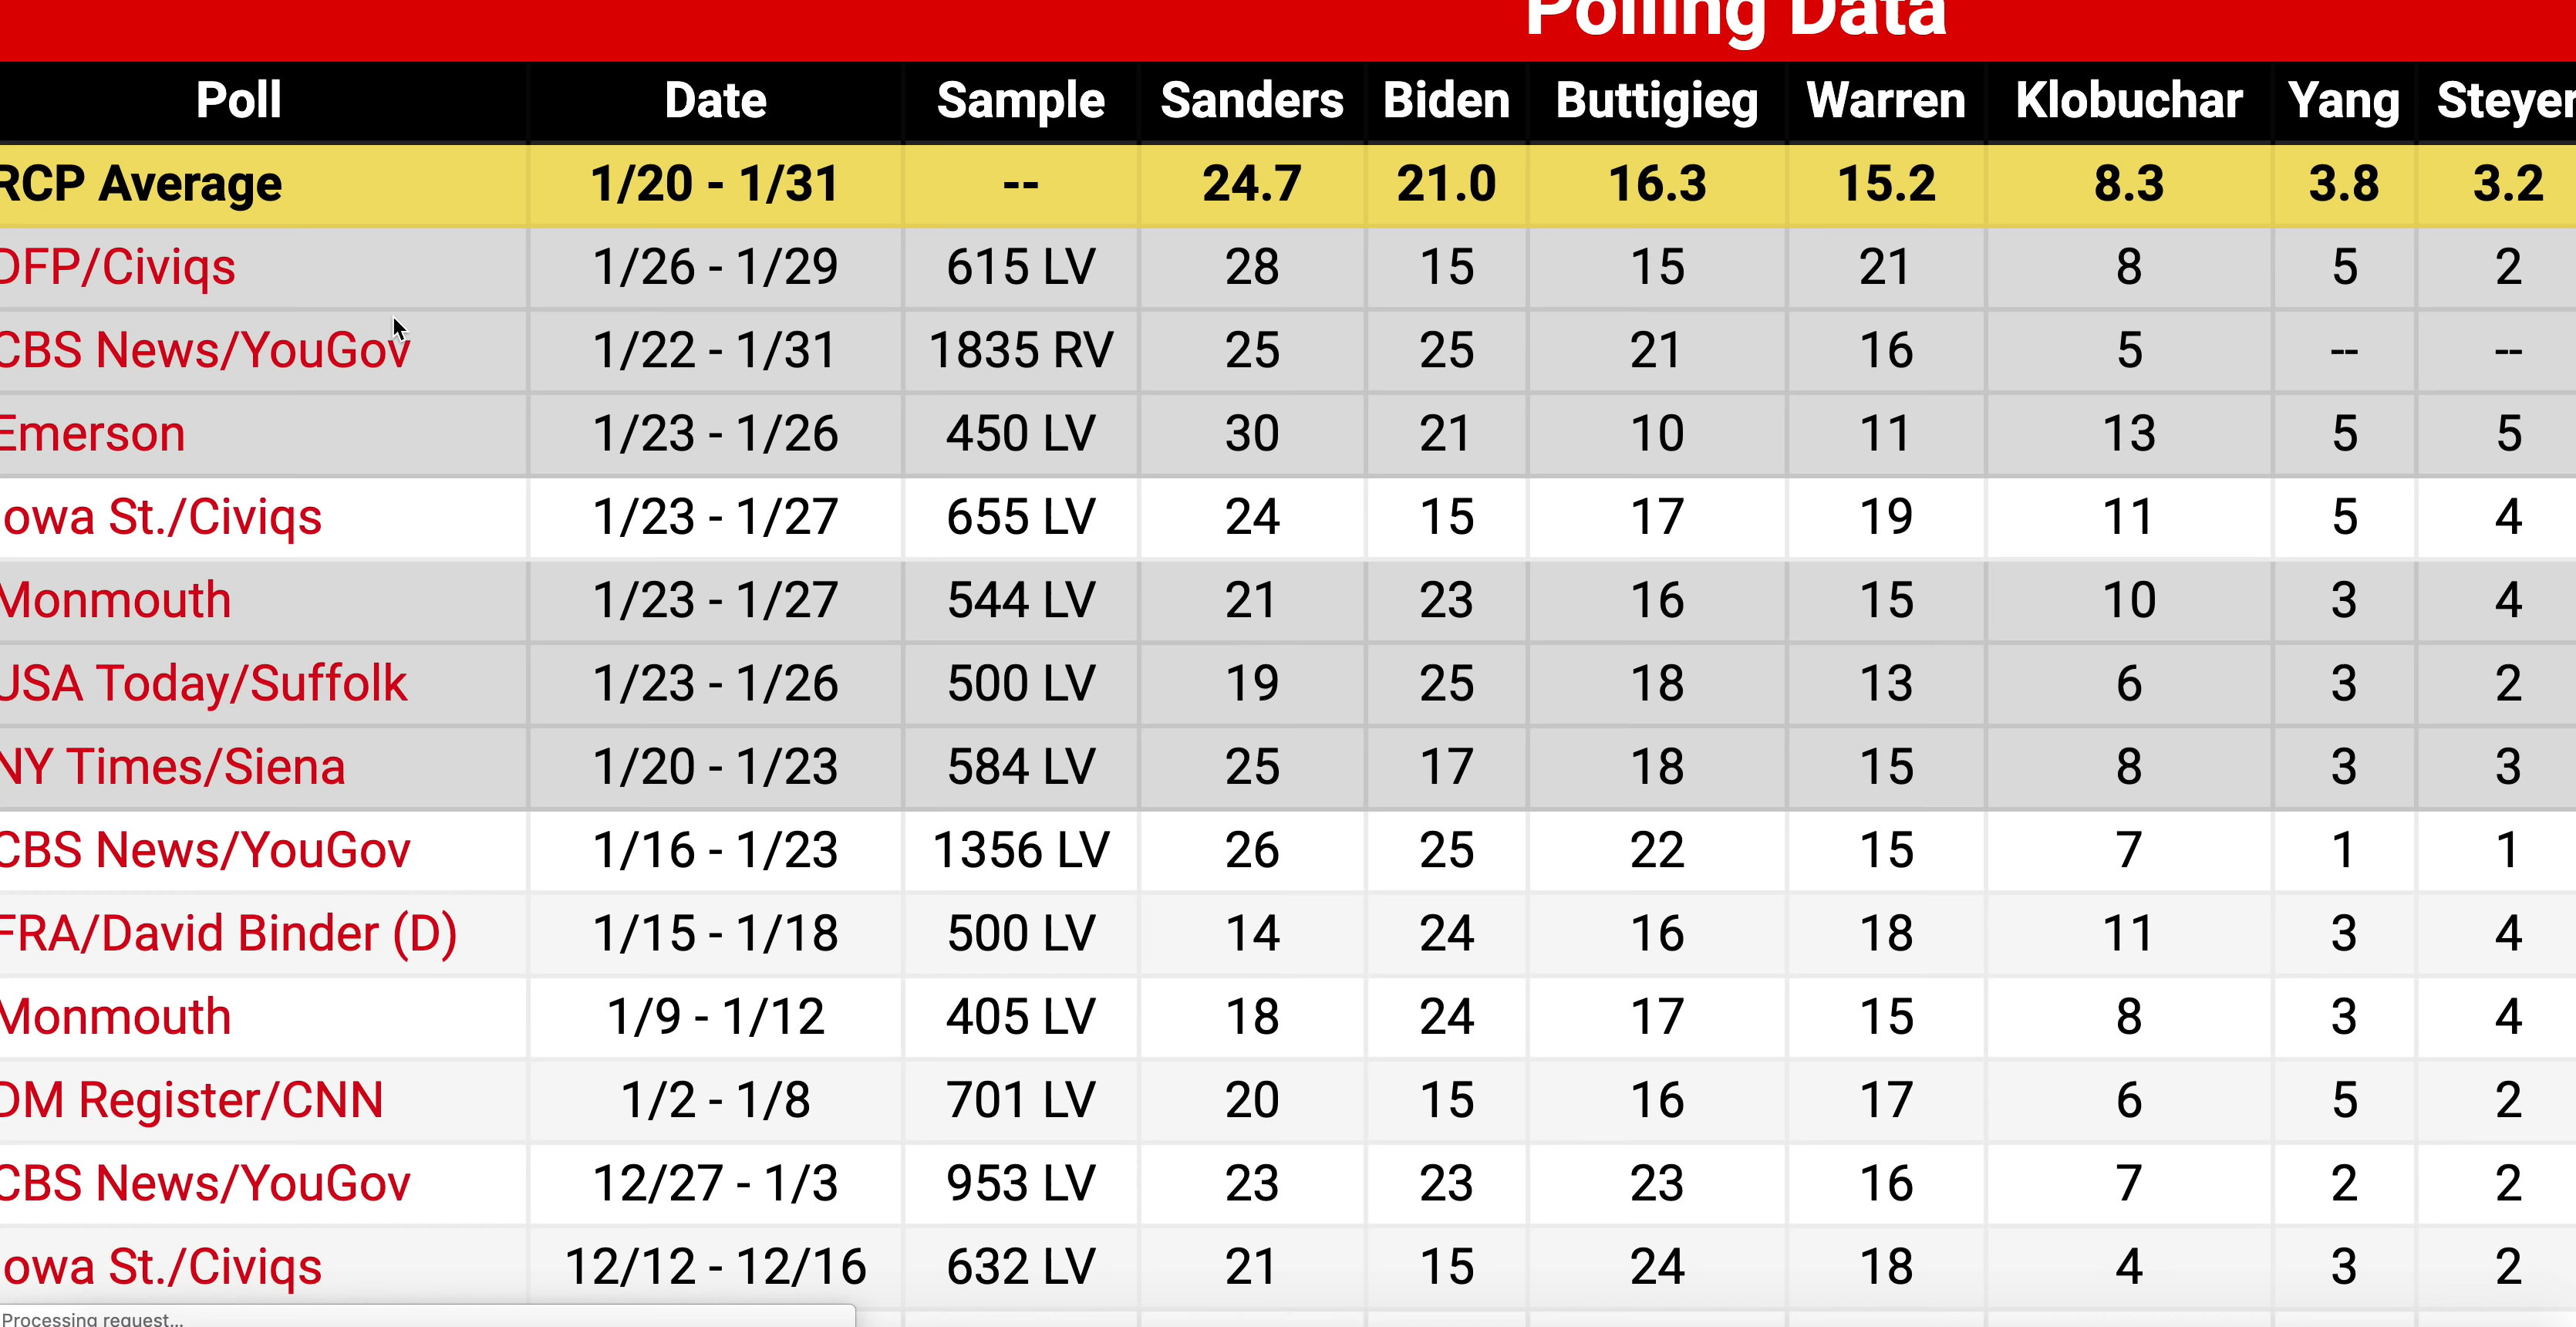 Polling Data
Poll Date Sample Sanders Biden Buttigieg Warren Klobuchar Yang Steyer
RCP Average 1/20 - 1/31 -- 24.7 21.0 16.3 15.2 8.3 3.8 3.2
DFP/Civiqs 1/26 - 1/29 615 LV 28 15 15 21 8 5 2
CBS News/YouGov 1/22 - 1/31 1835 RV 25 25 21 16 5 -- --
Emerson 1/23 - 1/26 450 LV 30 21 10 11 13 5 5
owa St./Civiqs 1/23 - 1/27 655 LV 24 15 17 19 11 5 4
Monmouth 1/23 - 1/27 544 LV 21 23 16 15 10 3 4
USA Today/Suffolk 1/23 - 1/26 500 LV 19 25 18 13 6 3 2
NY Times/Siena 1/20 - 1/23 584 LV 25 17 18 15 8 3 3
CBS News/YouGov 1/16 - 1/23 1356 LV 26 25 22 15 7 1 1
FRA/David Binder (D) 1/15 - 1/18 500 LV 14 24 16 18 11 3 4
Monmouth 1/9 - 1/12 405 LV 18 24 17 15 8 3 4
DM Register/CNN 1/2 - 1/8 701 LV 20 15 16 17 6 5 2
CBS News/YouGov 12/27 - 1/3 953 LV 23 23 23 16 7 2 2
owa St./Civiqs 12/12 - 12/16 632 LV 21 15 24 18 4 3 2
Processing request...